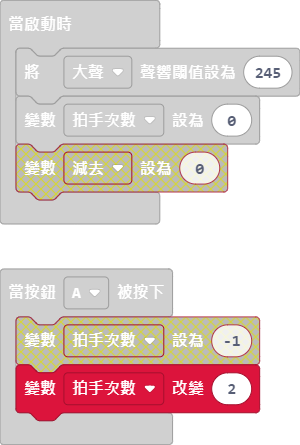 當啟動時
將 大聲 聲響閾值設為 245
變數 拍手次數 設為 0
變數 減去 設為 0
當按鈕 A 被按下
變數 拍手次數 設為 -1
變數 拍手次數 改變 2